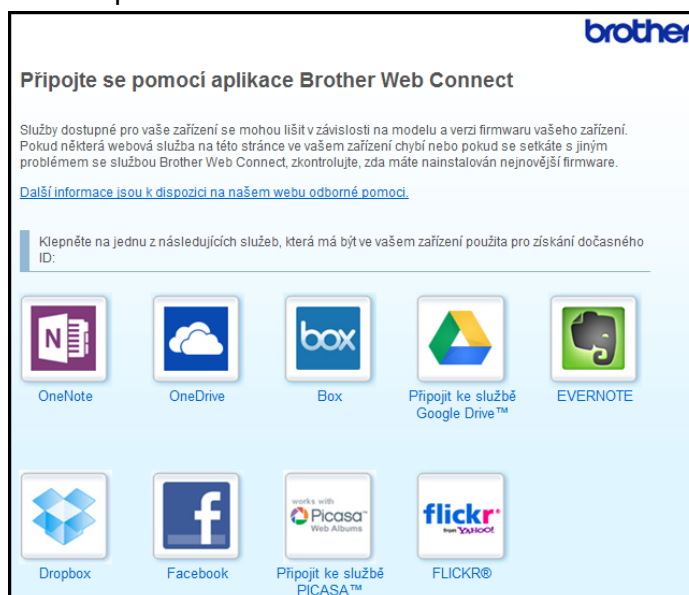 brother
Připojte se pomocí aplikace Brother Web Connect
Služby dostupné pro vaše zařízení se mohou lišit v závislosti na modelu a verzi firmwaru vašeho zařízení.
Pokud některá webová služba na této stránce ve vašem zařízení chybí nebo pokud se setkáte s jiným
problémem se službou Brother Web Connect, zkontrolujte, zda máte nainstalován nejnovější firmware.
Další informace jsou k dispozici na našem webu odborné pomoci.
Klepněte na jednu z následujících služeb, která má být ve vašem zařízení použita pro získání dočasného
ID:
N
box
OneNote
OneDrive
Box
Připojit ke službě
Google Drive™
EVERNOTE
f
works with
Picasa™
Web Albums
flickr
from YAHOO!
Dropbox
Facebook
Připojit ke službě
PICASA™
FLICKR®